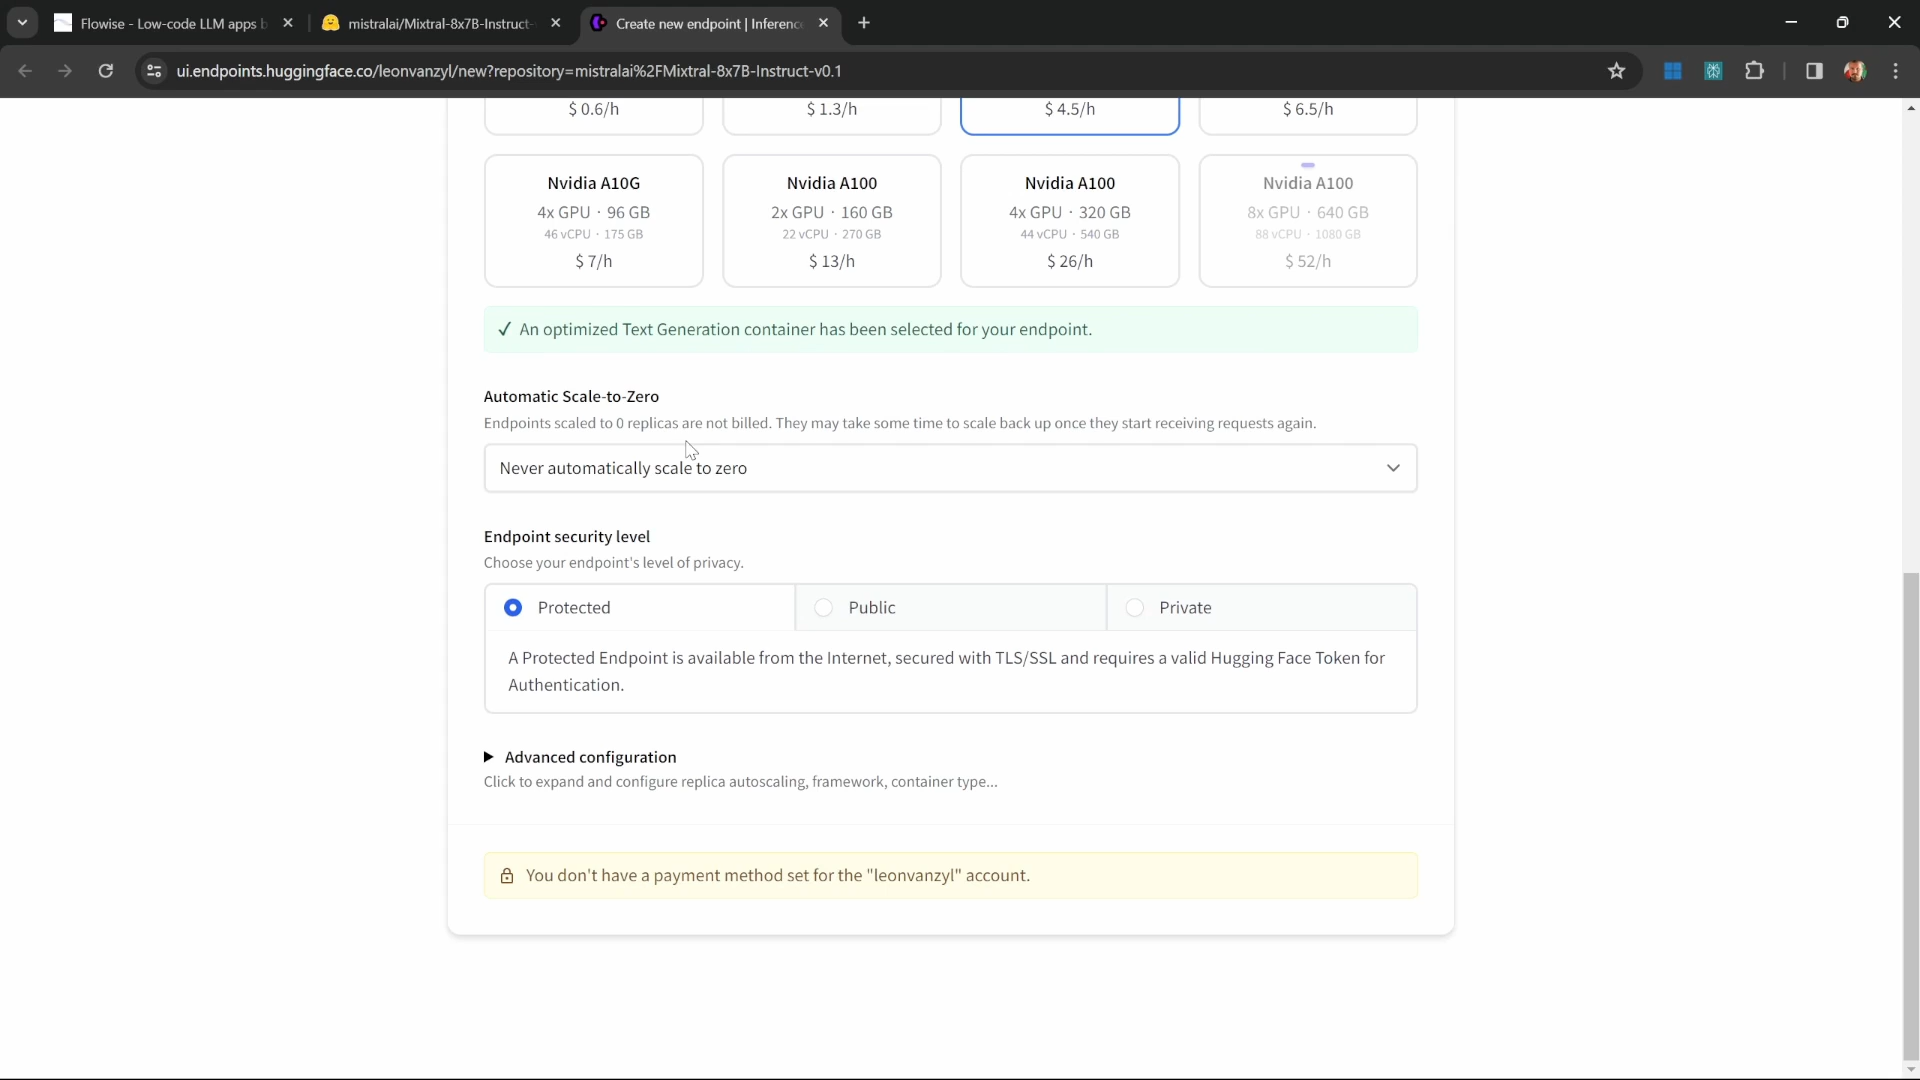 Flowise - Low-code LLM apps b
mistralai/Mixtral-8x7B-Instruct-
Create new endpoint | Inferenc
ui.endpoints.huggingface.co/leonvanzyl/new?repository=mistralai%2FMixtral-8x7B-Instruct-v0.1
$ 0.6/h
$ 1.3/h
$ 4.5/h
$ 6.5/h
Nvidia A10G
4x GPU · 96 GB
46 vCPU · 175 GB
$ 7/h
Nvidia A100
2x GPU · 160 GB
22 vCPU · 270 GB
$ 13/h
Nvidia A100
4x GPU · 320 GB
44 vCPU · 540 GB
$ 26/h
Nvidia A100
8x GPU · 640 GB
88 vCPU · 1080 GB
$ 52/h
✓ An optimized Text Generation container has been selected for your endpoint.
Automatic Scale-to-Zero
Endpoints scaled to 0 replicas are not billed. They may take some time to scale back up once they start receiving requests again.
Never automatically scale to zero
Endpoint security level
Choose your endpoint's level of privacy.
Protected
Public
Private
A Protected Endpoint is available from the Internet, secured with TLS/SSL and requires a valid Hugging Face Token for
Authentication.
Advanced configuration
Click to expand and configure replica autoscaling, framework, container type...
You don't have a payment method set for the "leonvanzyl" account.